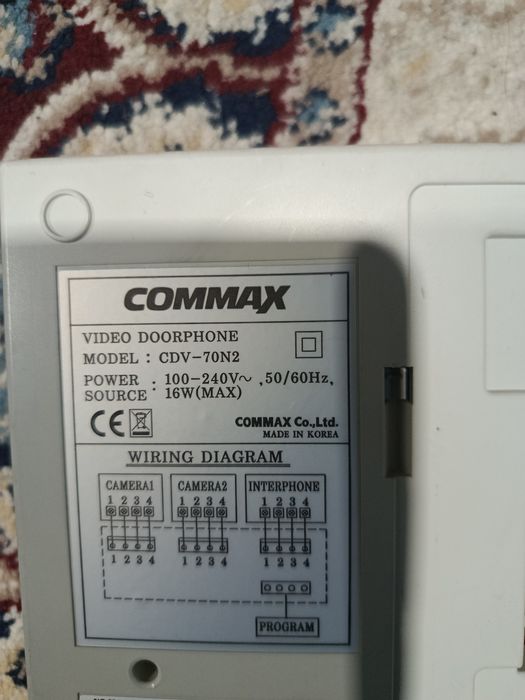 COMMAX
VIDEO DOORPHONE
MODEL : CDV-70N2
POWER SOURCE : 100-240V~ ,50/60Hz, 16W(MAX)
CE
COMMAX Co.,Ltd.
MADE IN KOREA
WIRING DIAGRAM
CAMERA1 CAMERA2 INTERPHONE
1 2 3 4 1 2 3 4 1 2 3 4
1 2 3 4 1 2 3 4 1 2 3 4
PROGRAM